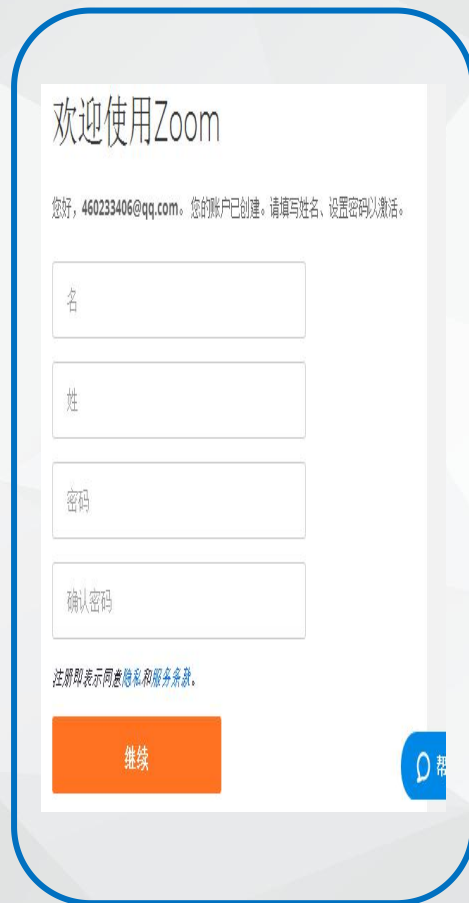 欢迎使用Zoom
您好，460233406@qq.com。您的账户已创建。请填写姓名、设置密码以激活。
名
姓
密码
确认密码
注册即表示同意隐私和服务条款。
继续
帮